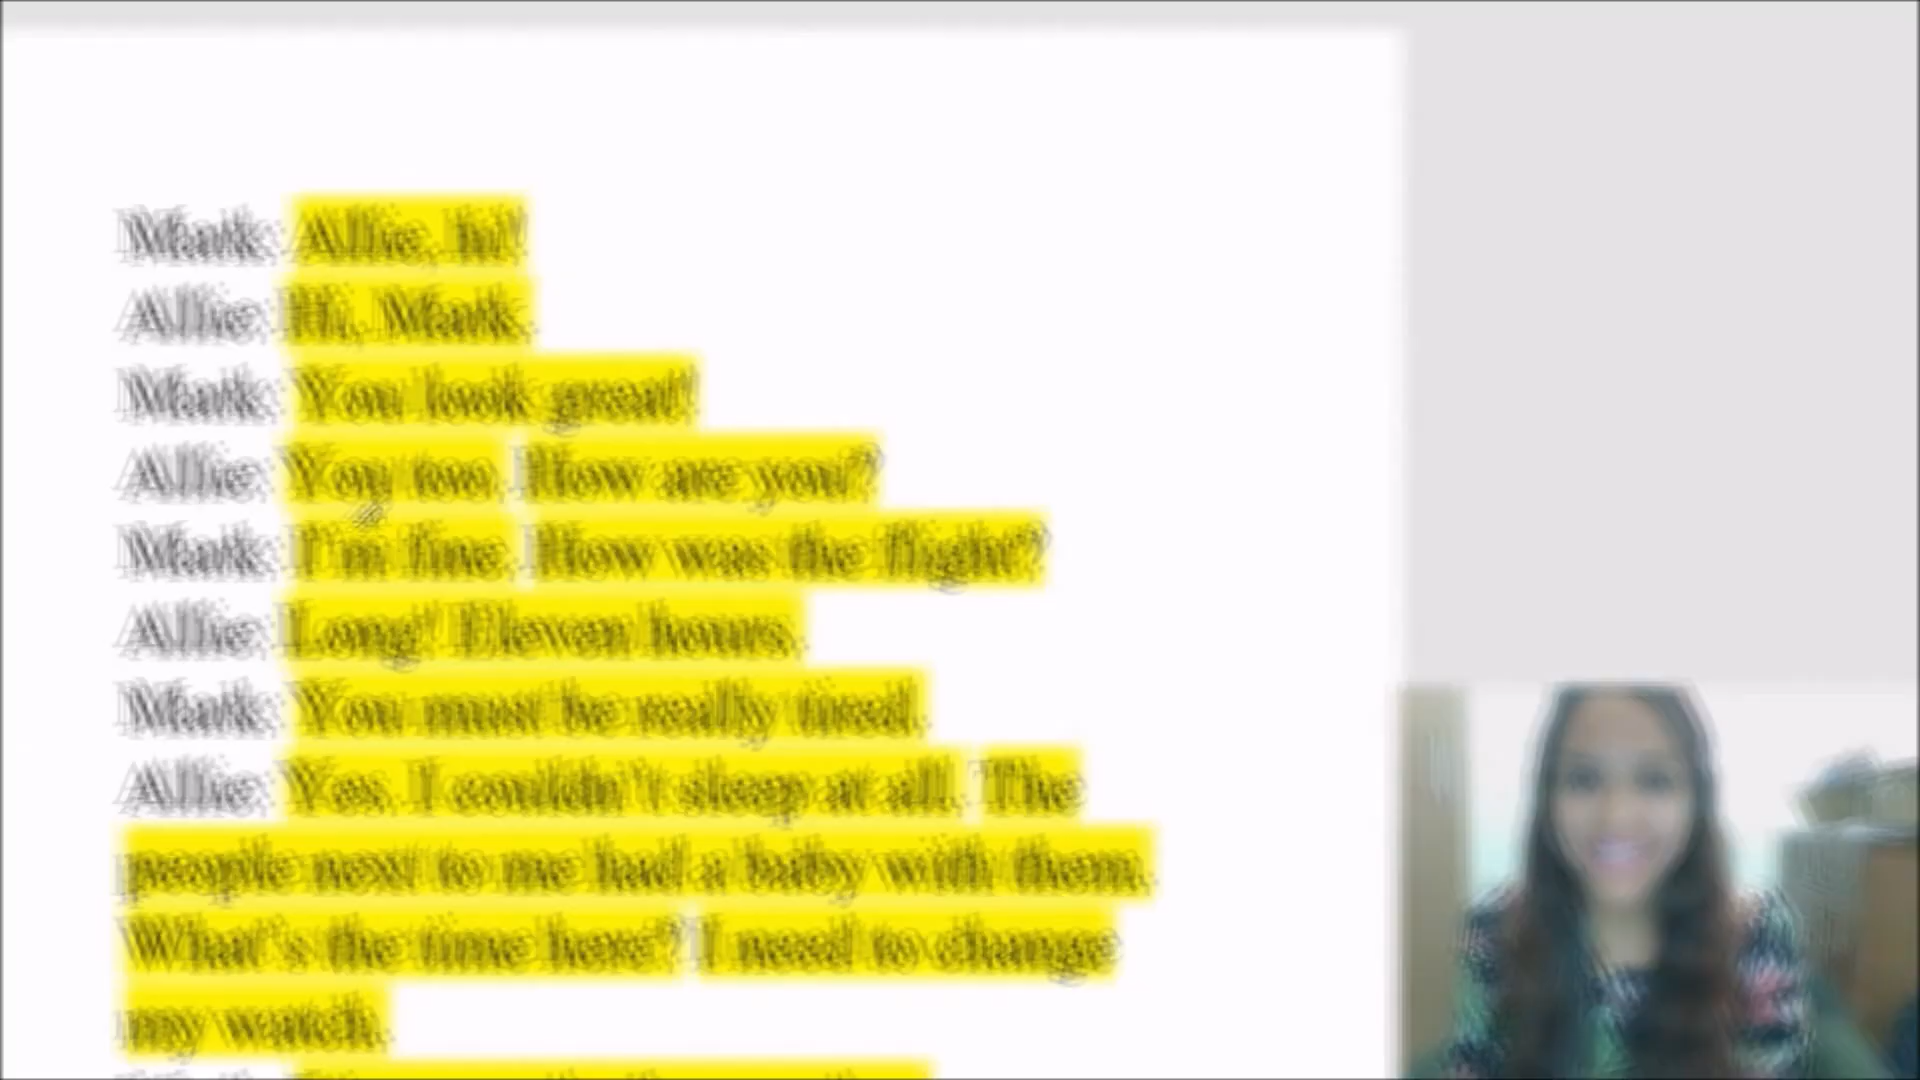 Mark: Allie, hi!
Allie: Hi, Mark.
Mark: You look great!
Allie: You too. How are you?
Mark: I'm fine. How was the flight?
Allie: Long! Eleven hours.
Mark: You must be really tired.
Allie: Yes. I couldn't sleep at all. The
people next to me had a baby with them.
What's the time here? I need to change
my watch.